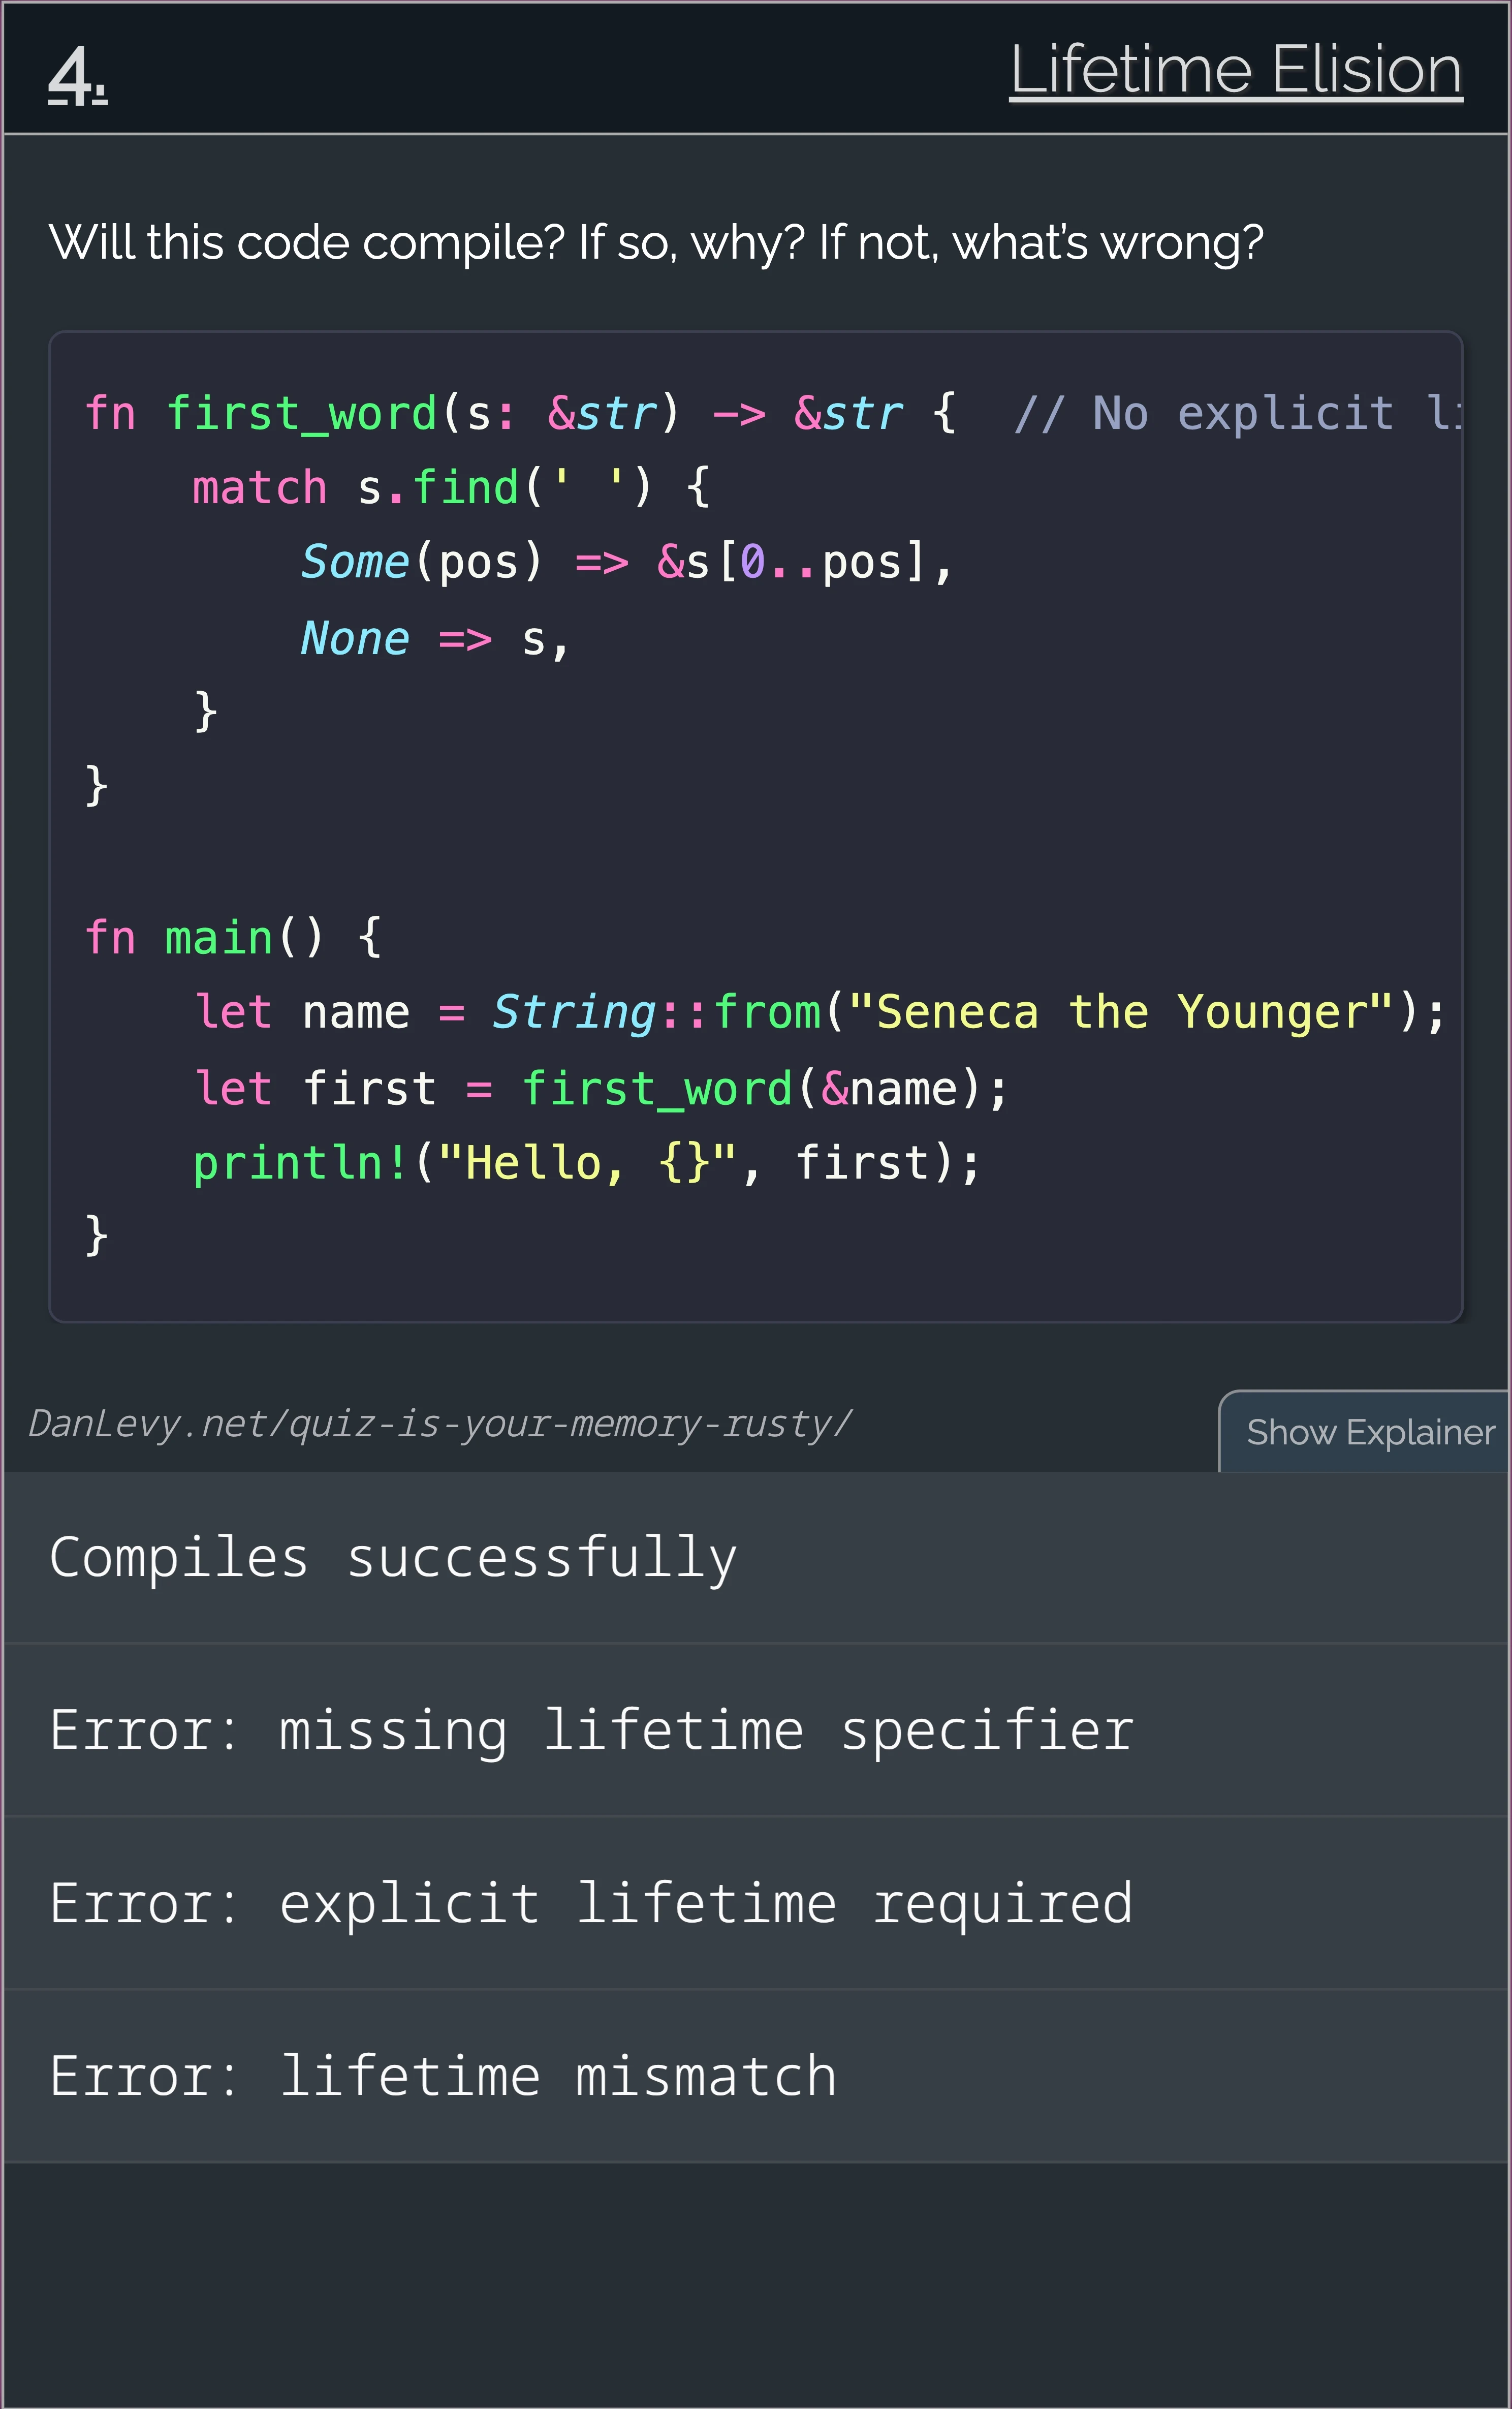 4.
Lifetime Elision
Will this code compile? If so, why? If not, what’s wrong?
fn first_word(s: &str) -> &str {  // No explicit
    match s.find(' ') {
        Some(pos) => &s[0..pos],
        None => s,
    }
}
fn main() {
    let name = String::from("Seneca the Younger");
    let first = first_word(&name);
    println!("Hello, {}", first);
}
DanLevy.net/quiz-is-your-memory-rusty/
Show Explainer
Compiles successfully
Error: missing lifetime specifier
Error: explicit lifetime required
Error: lifetime mismatch